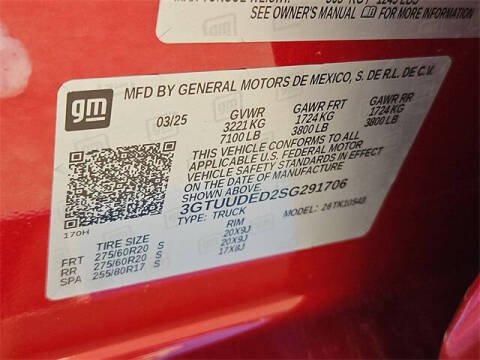 SEE OWNER'S MANUAL FOR MORE INFORMATION
gm
MFD BY GENERAL MOTORS DE MEXICO, S. DE R.L. DE C.V.
03/25 GVWR GAWR FRT GAWR RR
3221 KG 1724 KG 1724 KG
7100 LB 3800 LB 3800 LB
THIS VEHICLE CONFORMS TO ALL
APPLICABLE U.S. FEDERAL MOTOR
VEHICLE SAFETY STANDARDS IN EFFECT
ON THE DATE OF MANUFACTURE
SHOWN ABOVE.
3GTUUDED2SG291706
TYPE: TRUCK MODEL: 26TK10543
170H
TIRE SIZE RIM
FRT 275/60R20 S 20X9J
RR 275/60R20 S 20X9J
SPA 255/80R17 S 17X8J